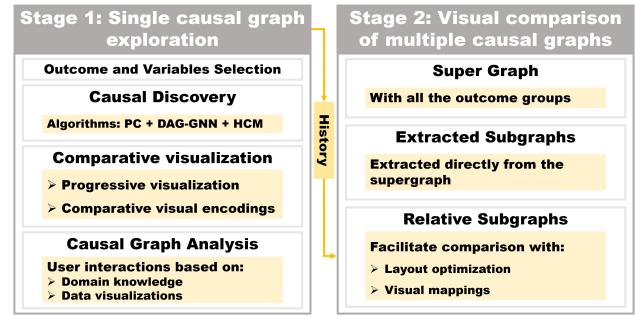 Stage 1: Single causal graph
exploration
Outcome and Variables Selection
Causal Discovery
Algorithms: PC + DAG-GNN + HCM
Comparative visualization
➢ Progressive visualization
➢ Comparative visual encodings
Causal Graph Analysis
User interactions based on:
➢ Domain knowledge
➢ Data visualizations
History
Stage 2: Visual comparison
of multiple causal graphs
Super Graph
With all the outcome groups
Extracted Subgraphs
Extracted directly from the
supergraph
Relative Subgraphs
Facilitate comparison with:
➢ Layout optimization
➢ Visual mappings